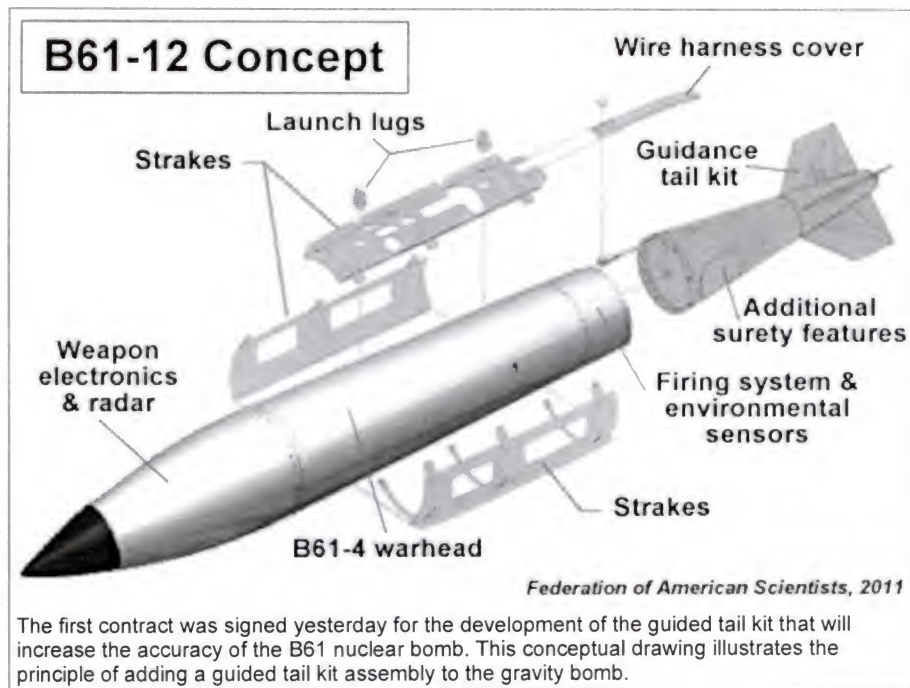 B61-12 Concept
Wire harness cover
Launch lugs
Strakes
Guidance
tail kit
Additional
surety features
Weapon
electronics
& radar
Firing system &
environmental
sensors
Strakes
B61-4 warhead
Federation of American Scientists, 2011
The first contract was signed yesterday for the development of the guided tail kit that will
increase the accuracy of the B61 nuclear bomb. This conceptual drawing illustrates the
principle of adding a guided tail kit assembly to the gravity bomb.